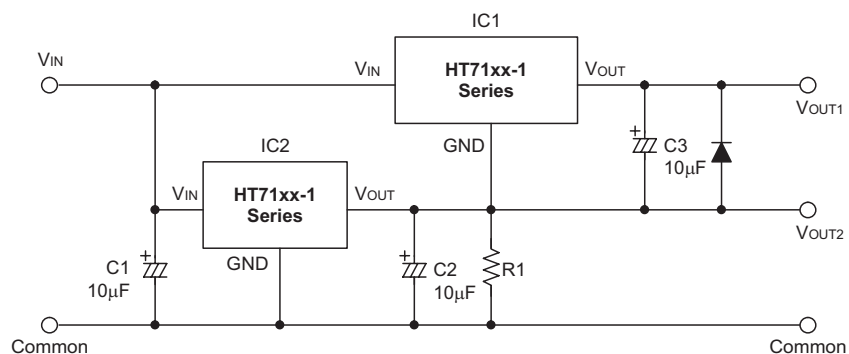 IC1
VIN
VIN
HT71xx-1
Series
VOUT
VOUT1
GND
C3
10µF
IC2
VIN
HT71xx-1
Series
VOUT
VOUT2
GND
C1
10µF
C2
10µF
R1
Common
Common